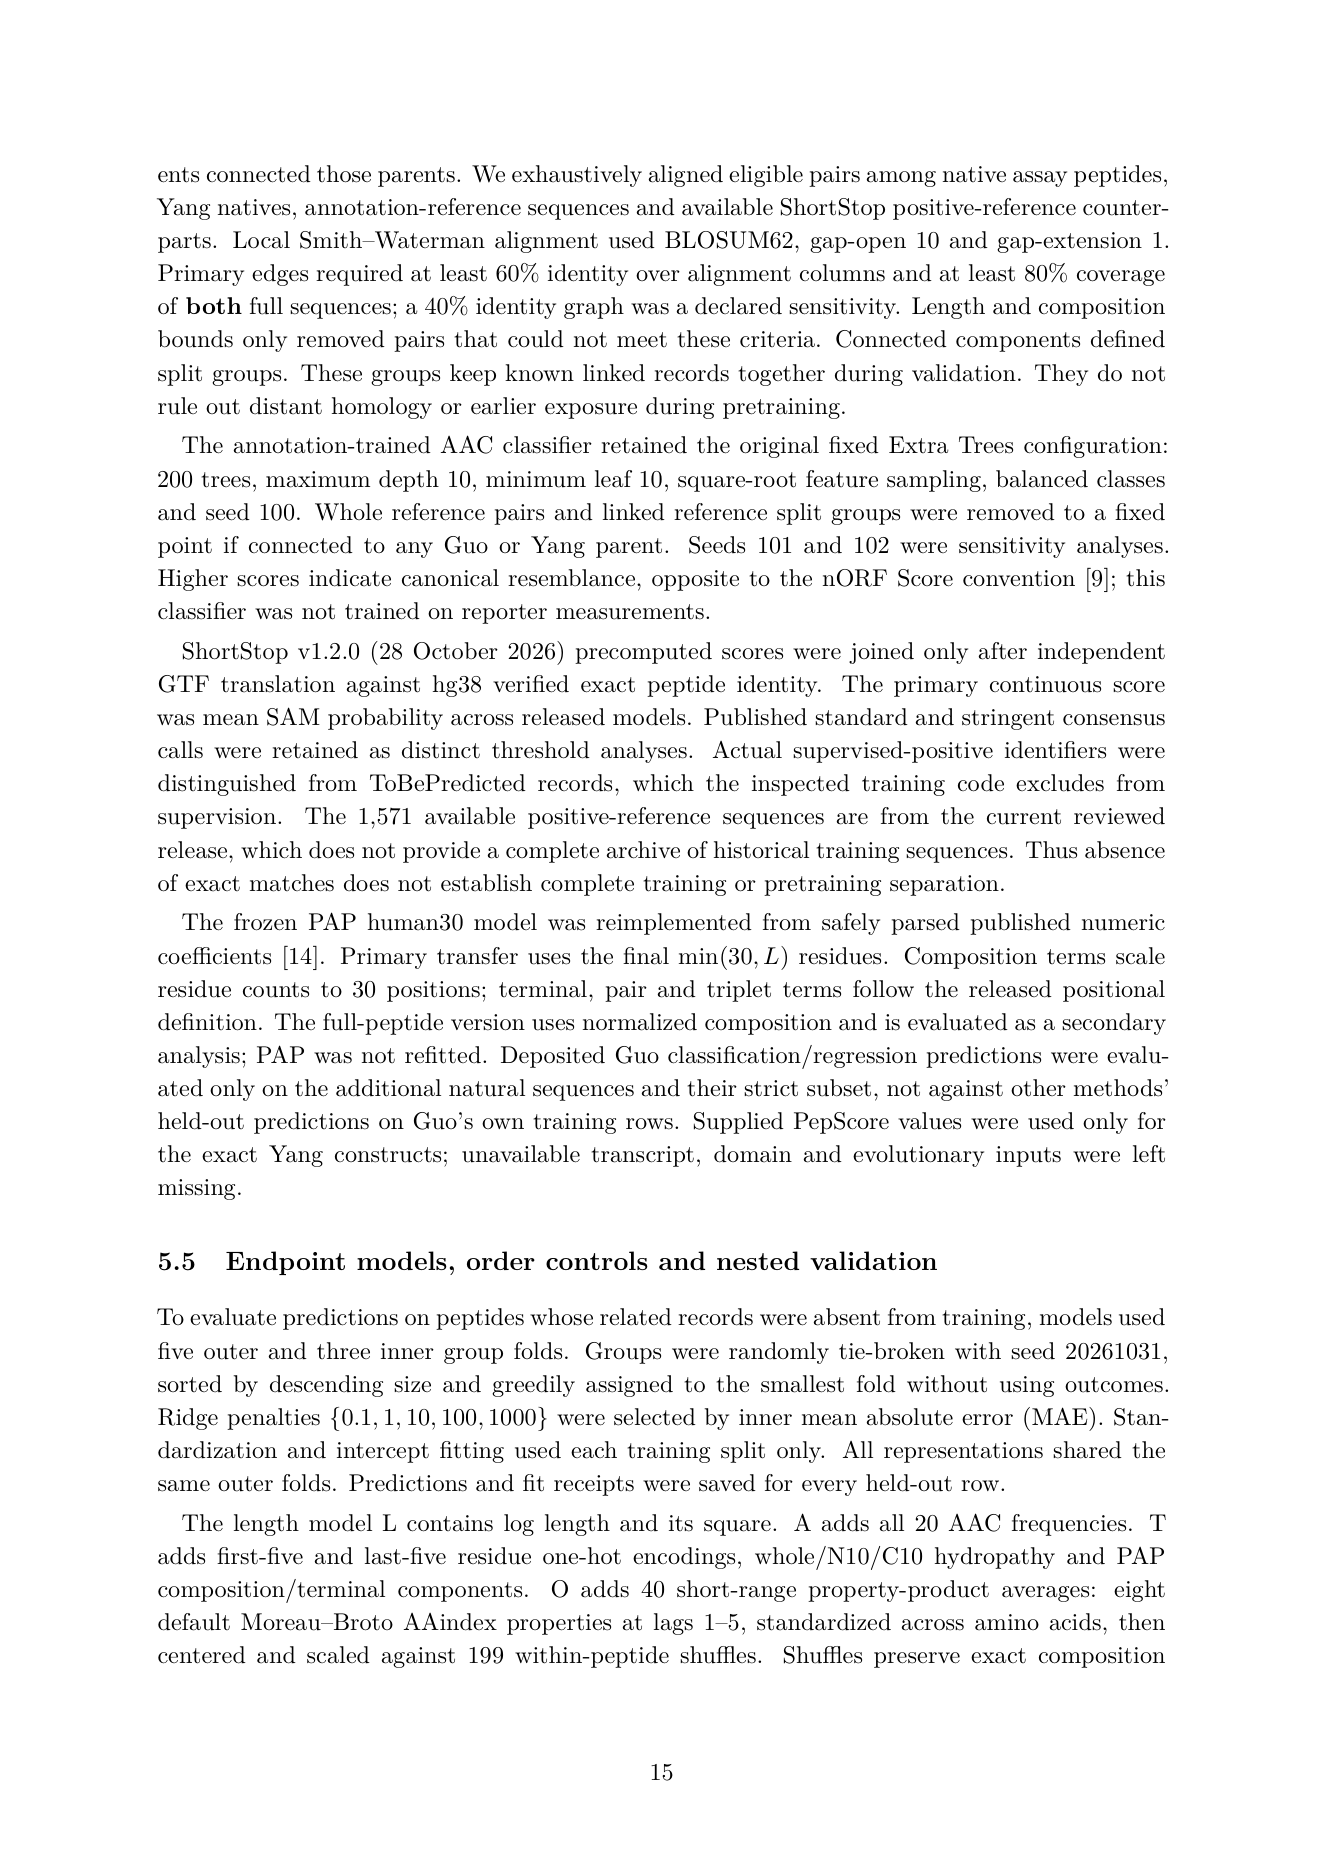 ents connected those parents. We exhaustively aligned eligible pairs among native assay peptides,
Yang natives, annotation-reference sequences and available ShortStop positive-reference counter-
parts. Local Smith–Waterman alignment used BLOSUM62, gap-open 10 and gap-extension 1.
Primary edges required at least 60% identity over alignment columns and at least 80% coverage
of both full sequences; a 40% identity graph was a declared sensitivity. Length and composition
bounds only removed pairs that could not meet these criteria. Connected components defined
split groups. These groups keep known linked records together during validation. They do not
rule out distant homology or earlier exposure during pretraining.
The annotation-trained AAC classifier retained the original fixed Extra Trees configuration:
200 trees, maximum depth 10, minimum leaf 10, square-root feature sampling, balanced classes
and seed 100. Whole reference pairs and linked reference split groups were removed to a fixed
point if connected to any Guo or Yang parent. Seeds 101 and 102 were sensitivity analyses.
Higher scores indicate canonical resemblance, opposite to the nORF Score convention [9]; this
classifier was not trained on reporter measurements.
ShortStop v1.2.0 (28 October 2026) precomputed scores were joined only after independent
GTF translation against hg38 verified exact peptide identity. The primary continuous score
was mean SAM probability across released models. Published standard and stringent consensus
calls were retained as distinct threshold analyses. Actual supervised-positive identifiers were
distinguished from ToBePredicted records, which the inspected training code excludes from
supervision. The 1,571 available positive-reference sequences are from the current reviewed
release, which does not provide a complete archive of historical training sequences. Thus absence
of exact matches does not establish complete training or pretraining separation.
The frozen PAP human30 model was reimplemented from safely parsed published numeric
coefficients [14]. Primary transfer uses the final min(30, L) residues. Composition terms scale
residue counts to 30 positions; terminal, pair and triplet terms follow the released positional
definition. The full-peptide version uses normalized composition and is evaluated as a secondary
analysis; PAP was not refitted. Deposited Guo classification/regression predictions were evalu-
ated only on the additional natural sequences and their strict subset, not against other methods’
held-out predictions on Guo’s own training rows. Supplied PepScore values were used only for
the exact Yang constructs; unavailable transcript, domain and evolutionary inputs were left
missing.
5.5 Endpoint models, order controls and nested validation
To evaluate predictions on peptides whose related records were absent from training, models used
five outer and three inner group folds. Groups were randomly tie-broken with seed 20261031,
sorted by descending size and greedily assigned to the smallest fold without using outcomes.
Ridge penalties {0.1, 1, 10, 100, 1000} were selected by inner mean absolute error (MAE). Stan-
dardization and intercept fitting used each training split only. All representations shared the
same outer folds. Predictions and fit receipts were saved for every held-out row.
The length model L contains log length and its square. A adds all 20 AAC frequencies. T
adds first-five and last-five residue one-hot encodings, whole/N10/C10 hydropathy and PAP
composition/terminal components. O adds 40 short-range property-product averages: eight
default Moreau–Broto AAindex properties at lags 1–5, standardized across amino acids, then
centered and scaled against 199 within-peptide shuffles. Shuffles preserve exact composition
15